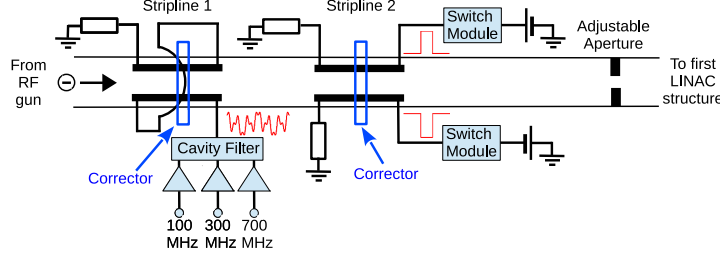 Stripline 1
Stripline 2
Switch
Module
Adjustable
Aperture
From
RF
gun
To first
LINAC
structure
Cavity Filter
Switch
Module
Corrector
Corrector
100
MHz
300
MHz
700
MHz